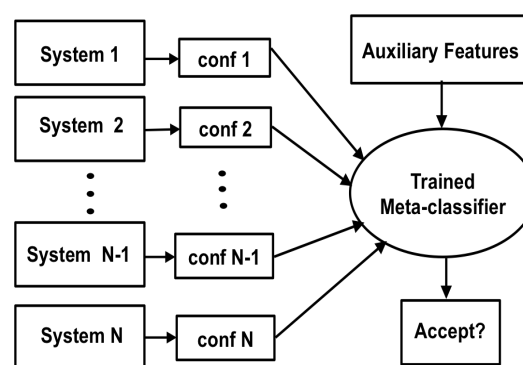 System 1
conf 1
Auxiliary Features
System 2
conf 2
Trained
Meta-classifier
System N-1
conf N-1
System N
conf N
Accept?